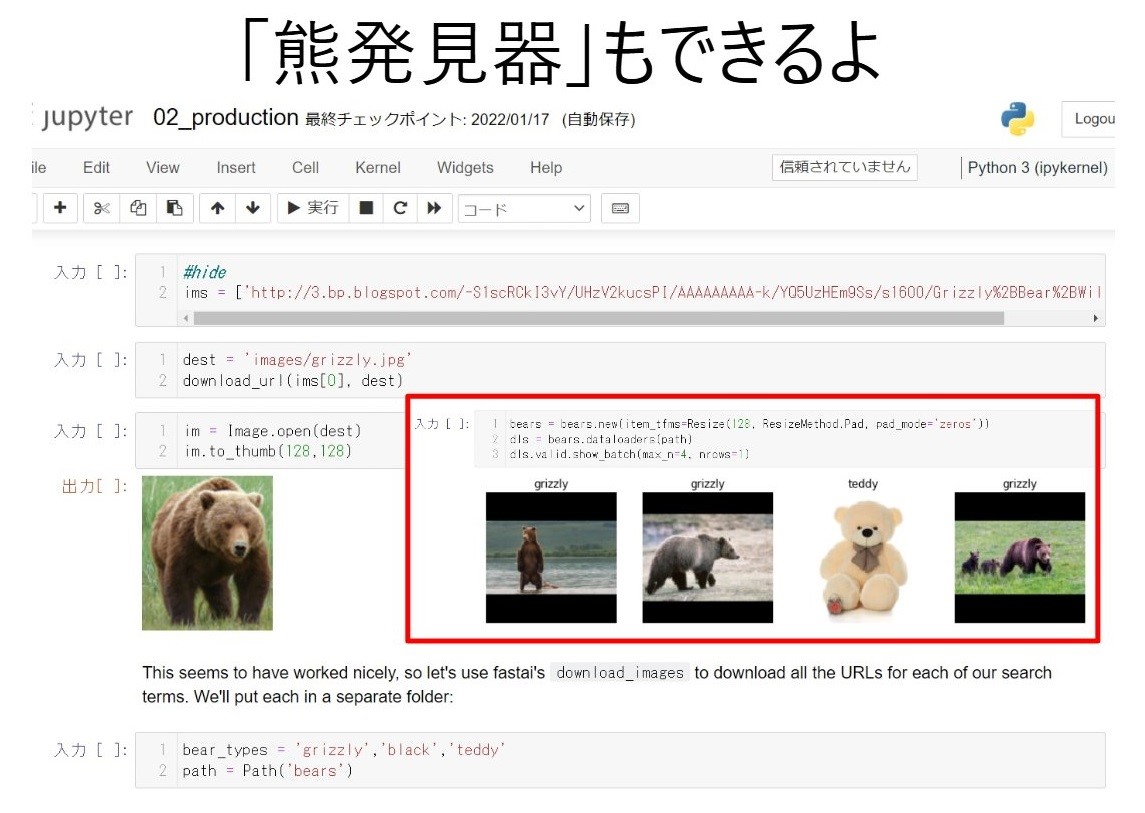 「熊発見器」もできるよ
jupyter 02_production 最終チェックポイント: 2022/01/17 (自動保存)
Logou
ile Edit View Insert Cell Kernel Widgets Help 信頼されていません Python 3 (ipykernel)
実行 コード
入力 [ ]:
1 #hide
2 ims = ['http://3.bp.blogspot.com/-S1scRCkI3vY/UHzV2kucsPI/AAAAAAAAA-k/YQ5UzHEm9Ss/s1600/Grizzly%2BBear%2BWil
入力 [ ]:
1 dest = 'images/grizzly.jpg'
2 download_url(ims[0], dest)
入力 [ ]:
1 im = Image.open(dest)
2 im.to_thumb(128,128)
出力[ ]:
入力 [ ]:
1 bears = bears.new(item_tfms=Resize(128, ResizeMethod.Pad, pad_mode='zeros'))
2 dls = bears.dataloaders(path)
3 dls.valid.show_batch(max_n=4, nrows=1)
grizzly grizzly teddy grizzly
This seems to have worked nicely, so let's use fastai's download_images to download all the URLs for each of our search
terms. We'll put each in a separate folder:
入力 [ ]:
1 bear_types = 'grizzly','black','teddy'
2 path = Path('bears')